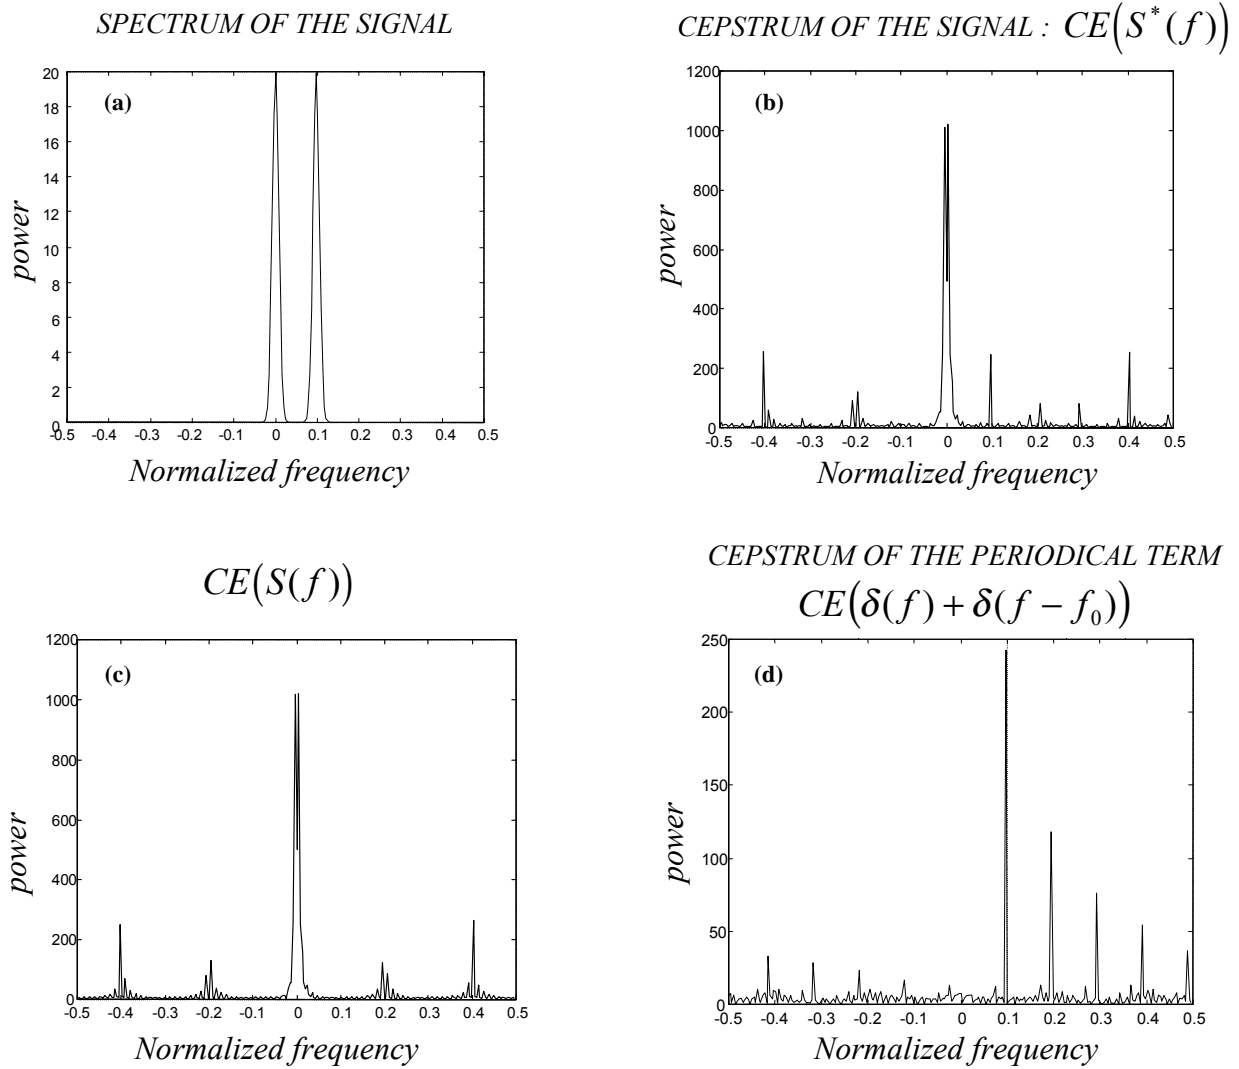 SPECTRUM OF THE SIGNAL
(a)
20
18
16
14
12
10
8
6
4
2
0
power
-0.5 -0.4 -0.3 -0.2 -0.1 0 0.1 0.2 0.3 0.4 0.5
Normalized frequency
CEPSTRUM OF THE SIGNAL : CE(S*(f))
(b)
1200
1000
800
600
400
200
0
power
-0.5 -0.4 -0.3 -0.2 -0.1 0 0.1 0.2 0.3 0.4 0.5
Normalized frequency
CE(S(f))
(c)
1200
1000
800
600
400
200
0
power
-0.5 -0.4 -0.3 -0.2 -0.1 0 0.1 0.2 0.3 0.4 0.5
Normalized frequency
CEPSTRUM OF THE PERIODICAL TERM
CE(δ(f) + δ(f − f₀))
(d)
250
200
150
100
50
0
power
-0.5 -0.4 -0.3 -0.2 -0.1 0 0.1 0.2 0.3 0.4 0.5
Normalized frequency